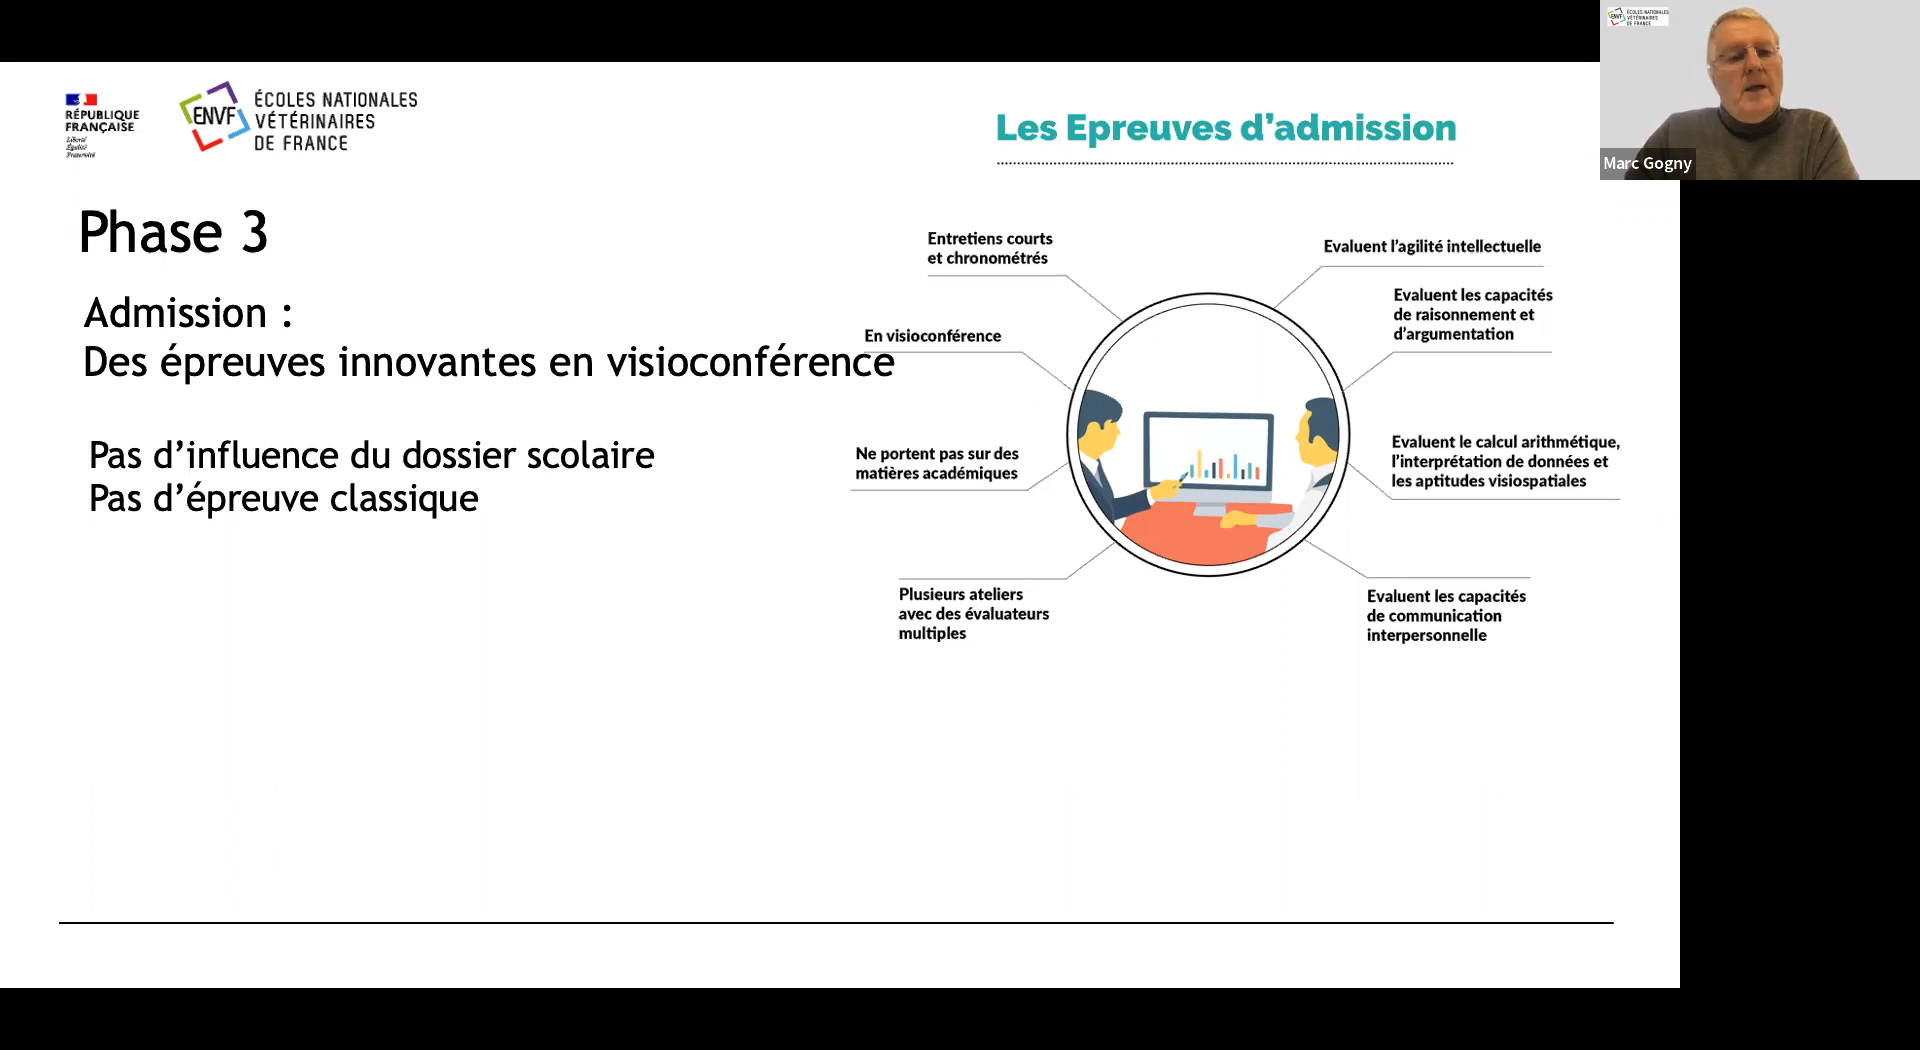 RÉPUBLIQUE
FRANÇAISE
Liberté
Égalité
Fraternité
ENVF
ÉCOLES NATIONALES
VÉTÉRINAIRES
DE FRANCE
Les Epreuves d’admission
ENVF
ÉCOLES NATIONALES
VÉTÉRINAIRES
DE FRANCE
Marc Gogny
Phase 3
Admission :
Des épreuves innovantes en visioconférence
Pas d’influence du dossier scolaire
Pas d’épreuve classique
Entretiens courts
et chronométrés
En visioconférence
Ne portent pas sur des
matières académiques
Plusieurs ateliers
avec des évaluateurs
multiples
Evaluent l’agilité intellectuelle
Evaluent les capacités
de raisonnement et
d’argumentation
Evaluent le calcul arithmétique,
l’interprétation de données et
les aptitudes visiospatiales
Evaluent les capacités
de communication
interpersonnelle